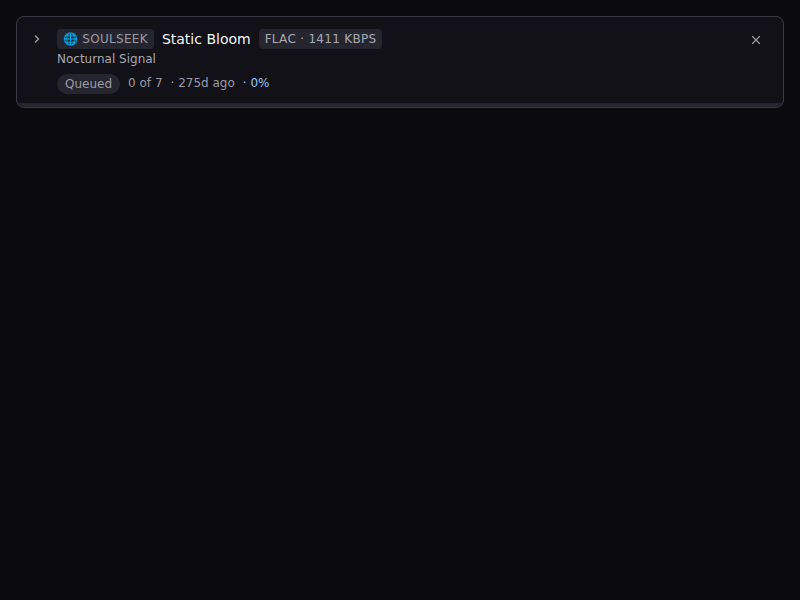 SOULSEEK Static Bloom FLAC · 1411 KBPS
Nocturnal Signal
Queued 0 of 7 · 275d ago · 0%